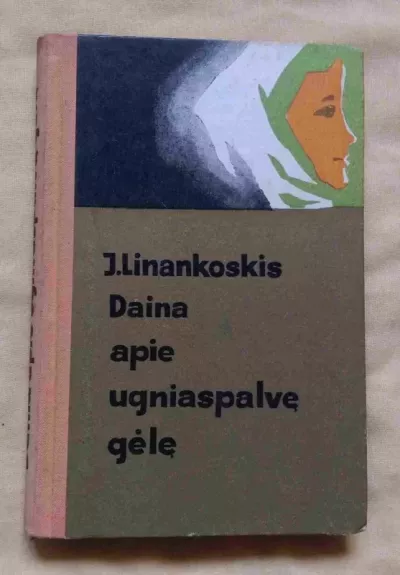 J.Linankoskis
Daina
apie
ugniaspalvę
gėlę